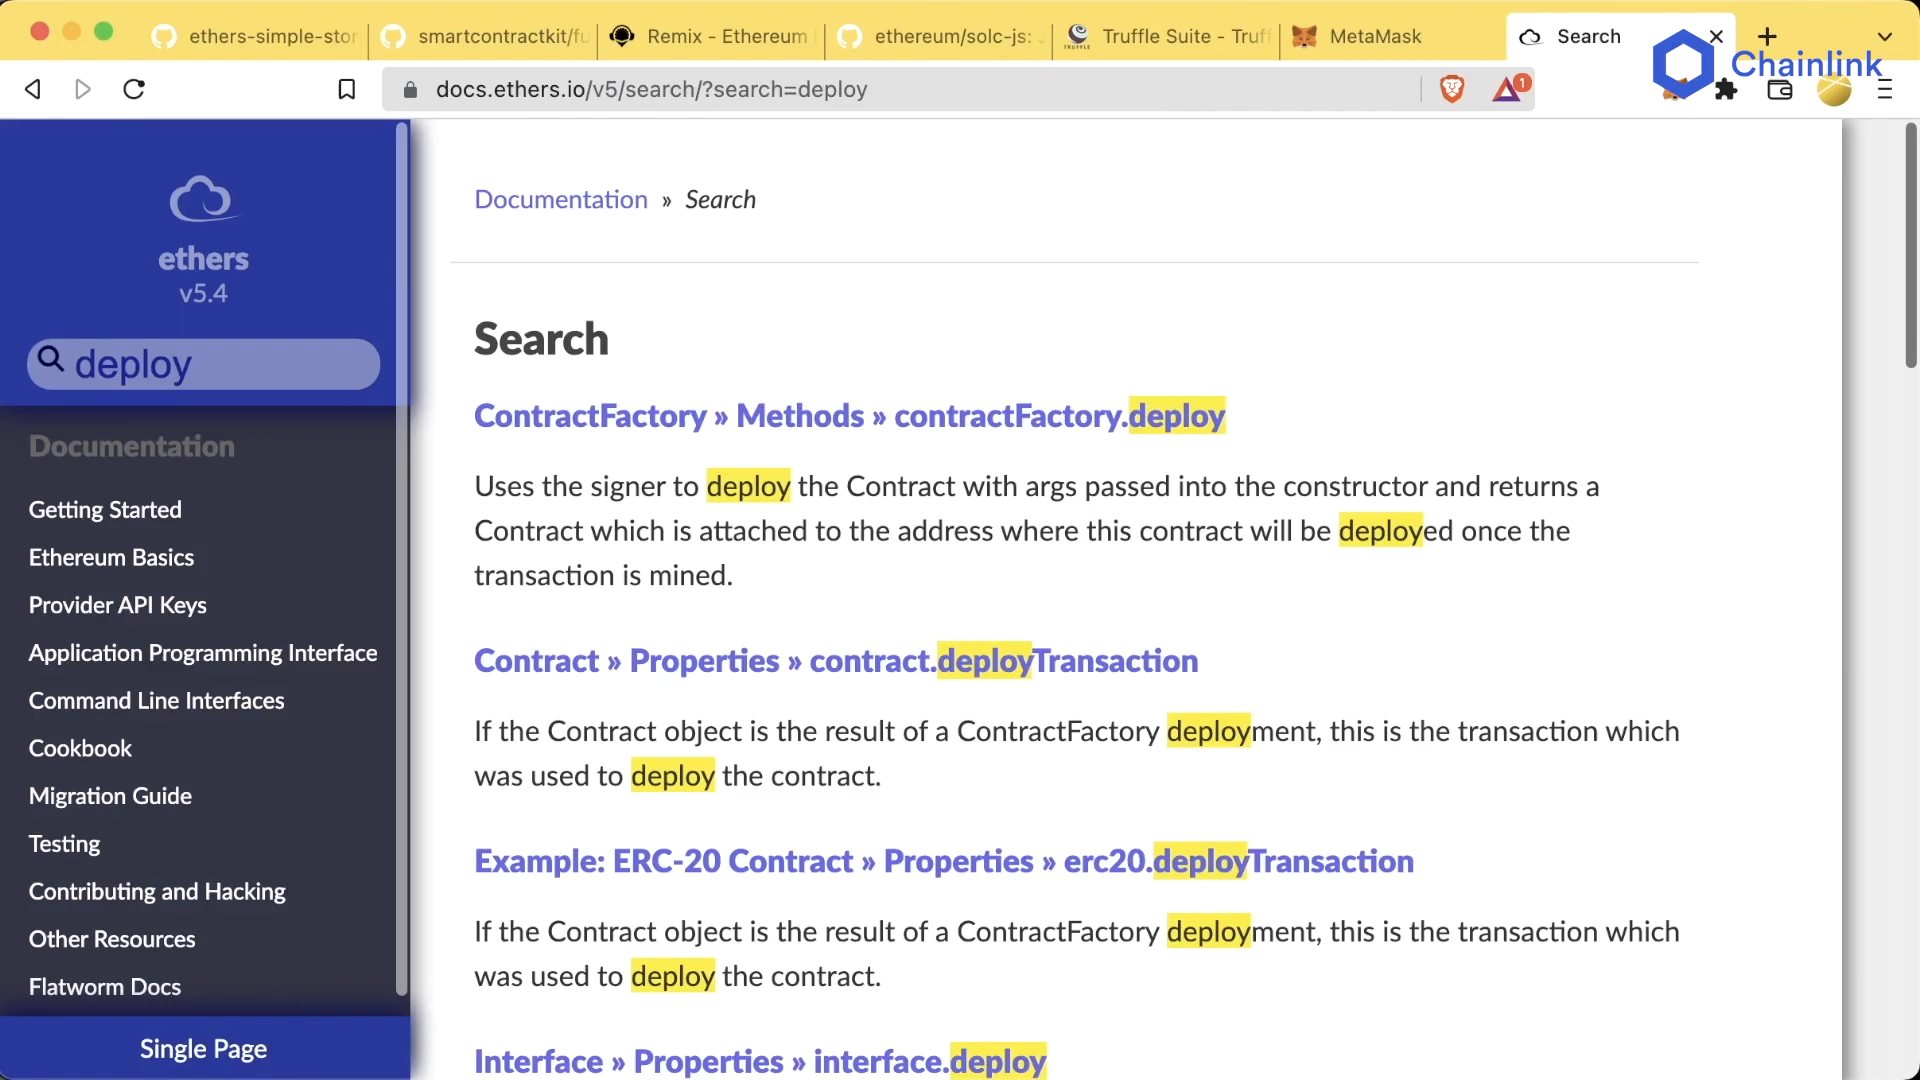 ethers-simple-stor
smartcontractkit/fu
Remix - Ethereum
ethereum/solc-js:
Truffle Suite - Truf
MetaMask
Search
Chainlink
docs.ethers.io/v5/search/?search=deploy
1
ethers
v5.4
deploy
Documentation
Getting Started
Ethereum Basics
Provider API Keys
Application Programming Interface
Command Line Interfaces
Cookbook
Migration Guide
Testing
Contributing and Hacking
Other Resources
Flatworm Docs
Single Page
Documentation » Search
Search
ContractFactory » Methods » contractFactory.deploy
Uses the signer to deploy the Contract with args passed into the constructor and returns a
Contract which is attached to the address where this contract will be deployed once the
transaction is mined.
Contract » Properties » contract.deployTransaction
If the Contract object is the result of a ContractFactory deployment, this is the transaction which
was used to deploy the contract.
Example: ERC-20 Contract » Properties » erc20.deployTransaction
If the Contract object is the result of a ContractFactory deployment, this is the transaction which
was used to deploy the contract.
Interface » Properties » interface.deploy